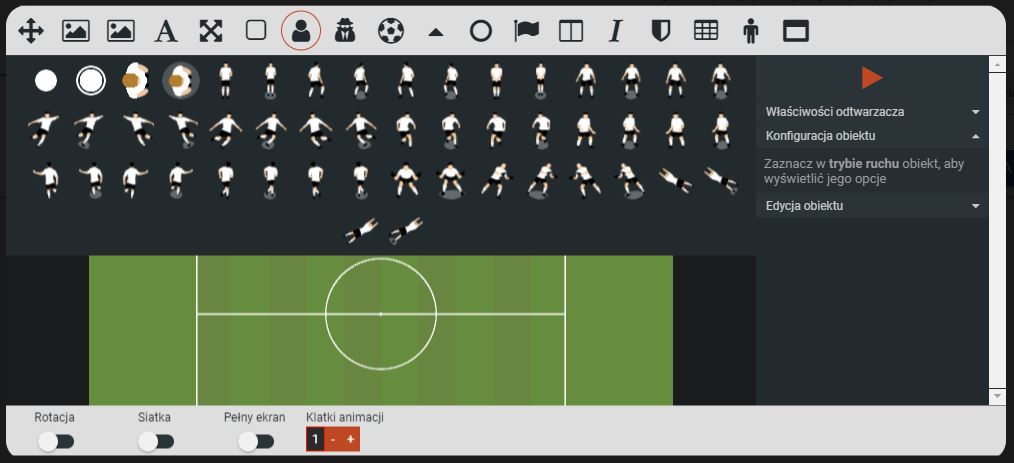 A
I
Właściwości odtwarzacza
Konfiguracja obiektu
Zaznacz w trybie ruchu obiekt, aby
wyświetlić jego opcje
Edycja obiektu
Rotacja
Siatka
Pełny ekran
Klatki animacji
1 - +